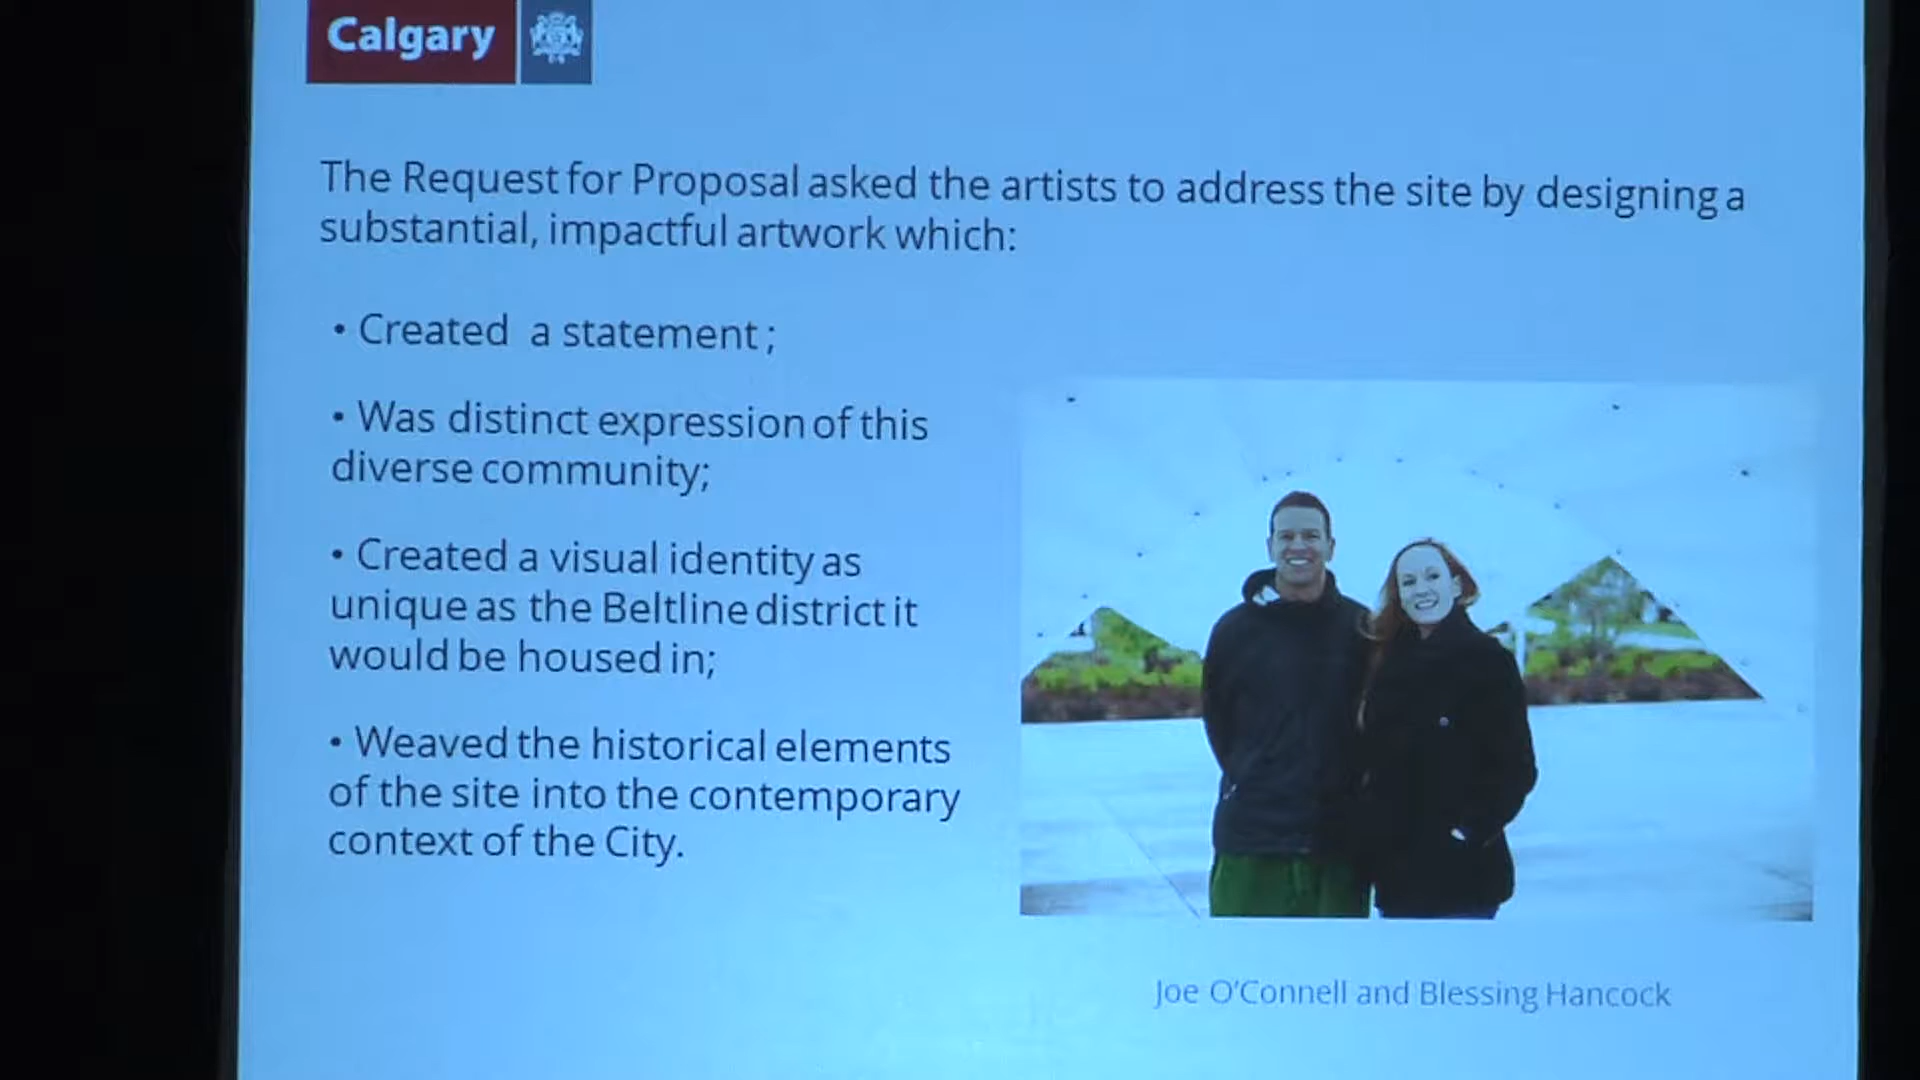 Calgary
The Request for Proposal asked the artists to address the site by designing a
substantial, impactful artwork which:
• Created a statement ;
• Was distinct expression of this
diverse community;
• Created a visual identity as
unique as the Beltline district it
would be housed in;
• Weaved the historical elements
of the site into the contemporary
context of the City.
Joe O'Connell and Blessing Hancock